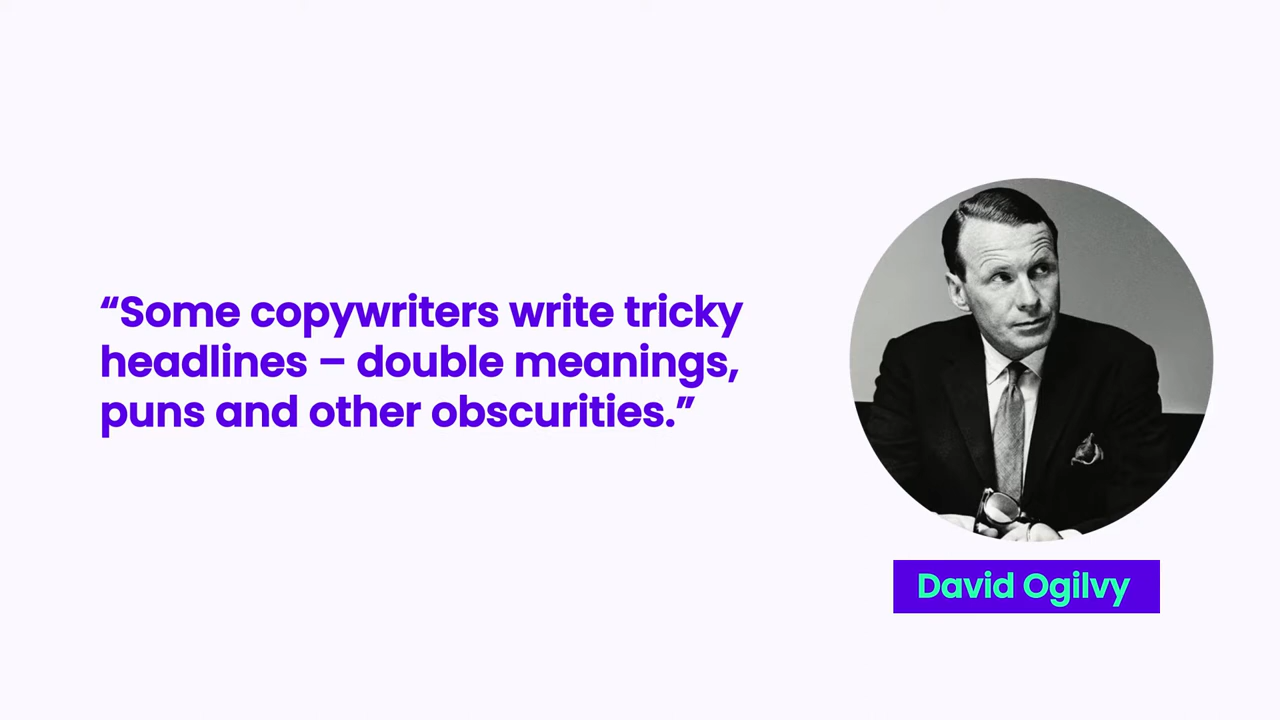 “Some copywriters write tricky
headlines – double meanings,
puns and other obscurities.”
David Ogilvy